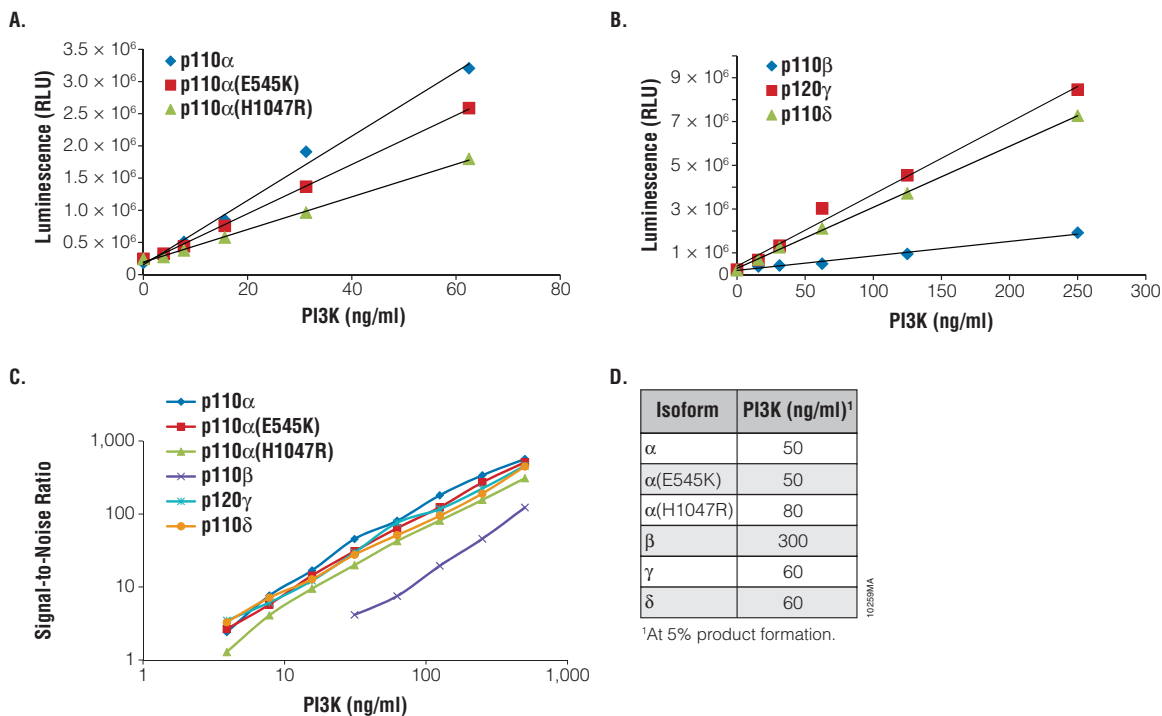 A.
Luminescence (RLU)
3.5 × 10⁶
3.0 × 10⁶
2.5 × 10⁶
2.0 × 10⁶
1.5 × 10⁶
1.0 × 10⁶
0.5 × 10⁶
0
p110α
p110α(E545K)
p110α(H1047R)
0 20 40 60 80
PI3K (ng/ml)
B.
Luminescence (RLU)
9 × 10⁶
7 × 10⁶
5 × 10⁶
3 × 10⁶
1 × 10⁶
0
p110β
p120γ
p110δ
0 50 100 150 200 250 300
PI3K (ng/ml)
C.
Signal-to-Noise Ratio
p110α
p110α(E545K)
p110α(H1047R)
p110β
p120γ
p110δ
1,000
100
10
1
1 10 100 1,000
PI3K (ng/ml)
D.
Isoform PI3K (ng/ml)¹
α 50
α(E545K) 50
α(H1047R) 80
β 300
γ 60
δ 60
¹At 5% product formation.
10259MA